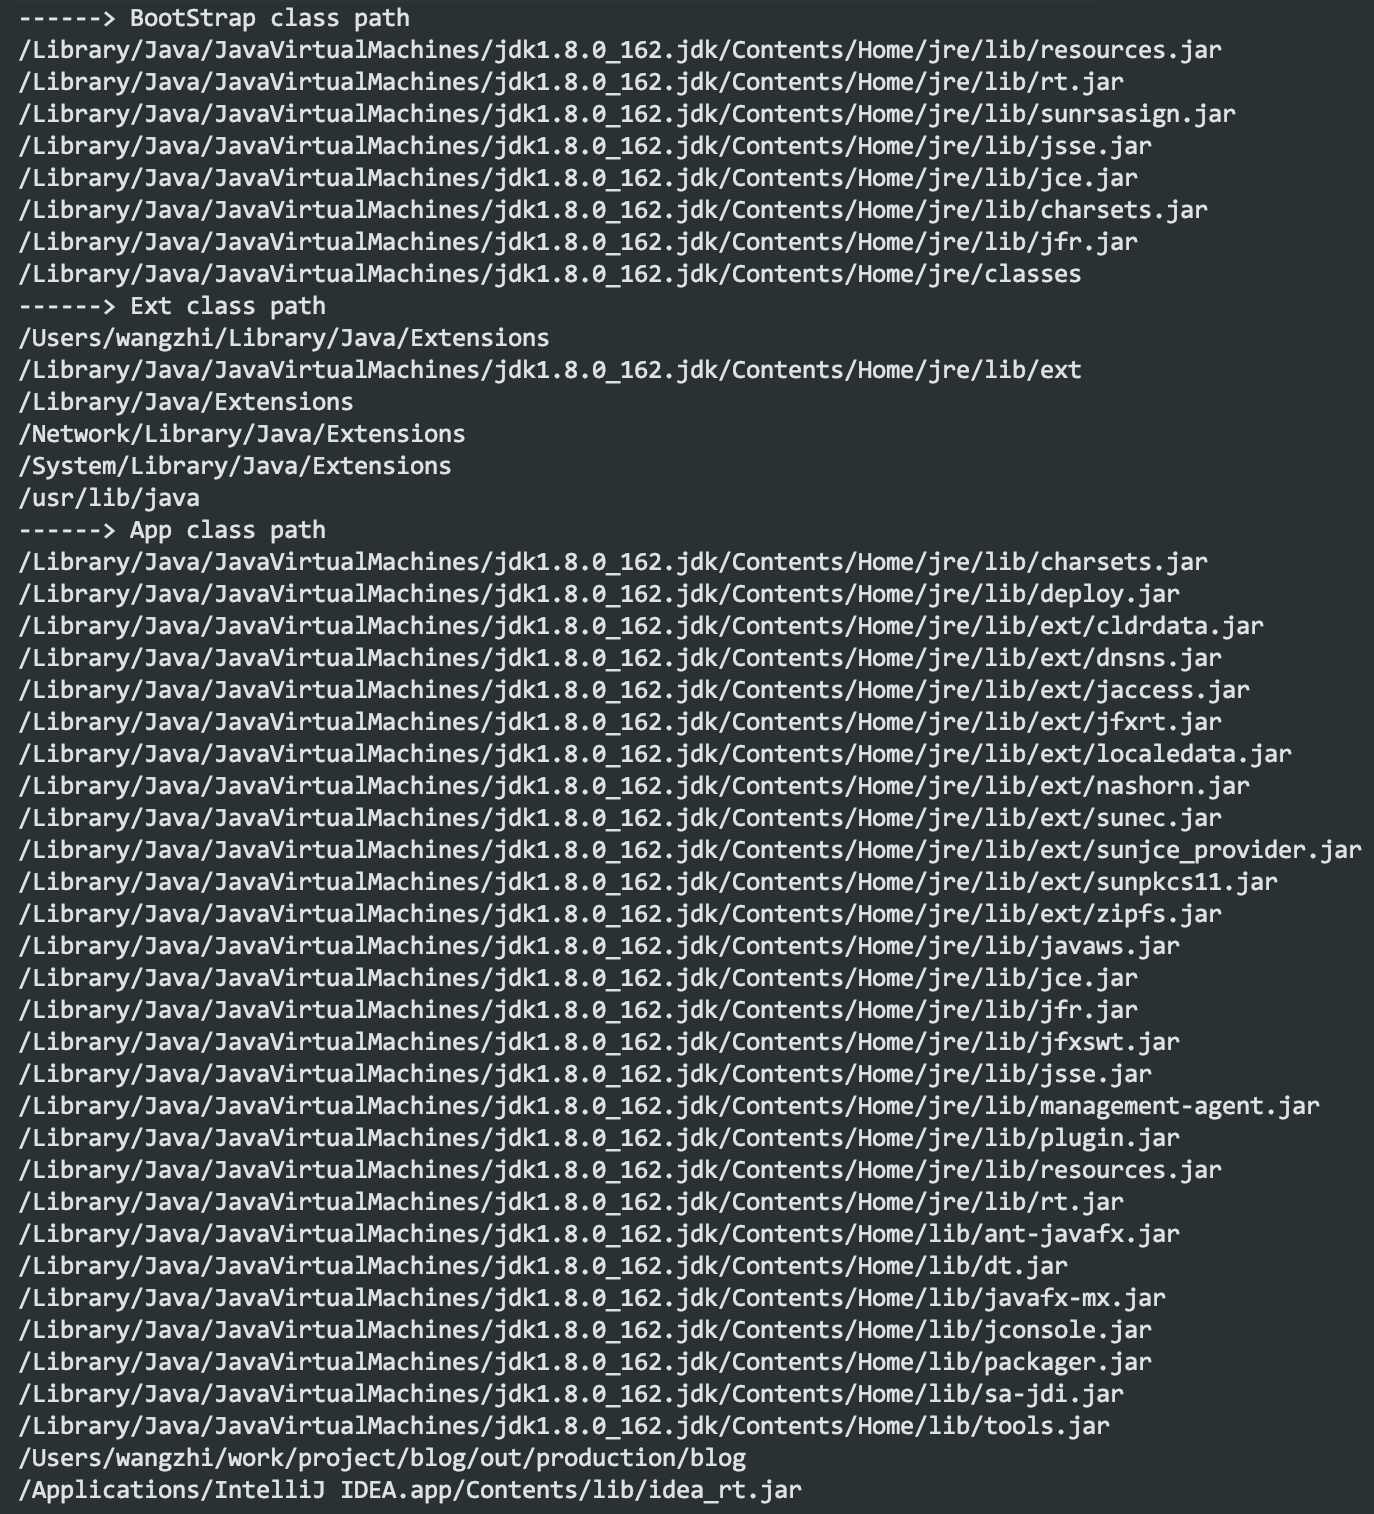 ------> BootStrap class path
/Library/Java/JavaVirtualMachines/jdk1.8.0_162.jdk/Contents/Home/jre/lib/resources.jar
/Library/Java/JavaVirtualMachines/jdk1.8.0_162.jdk/Contents/Home/jre/lib/rt.jar
/Library/Java/JavaVirtualMachines/jdk1.8.0_162.jdk/Contents/Home/jre/lib/sunrsasign.jar
/Library/Java/JavaVirtualMachines/jdk1.8.0_162.jdk/Contents/Home/jre/lib/jsse.jar
/Library/Java/JavaVirtualMachines/jdk1.8.0_162.jdk/Contents/Home/jre/lib/jce.jar
/Library/Java/JavaVirtualMachines/jdk1.8.0_162.jdk/Contents/Home/jre/lib/charsets.jar
/Library/Java/JavaVirtualMachines/jdk1.8.0_162.jdk/Contents/Home/jre/lib/jfr.jar
/Library/Java/JavaVirtualMachines/jdk1.8.0_162.jdk/Contents/Home/jre/classes
------> Ext class path
/Users/wangzhi/Library/Java/Extensions
/Library/Java/JavaVirtualMachines/jdk1.8.0_162.jdk/Contents/Home/jre/lib/ext
/Library/Java/Extensions
/Network/Library/Java/Extensions
/System/Library/Java/Extensions
/usr/lib/java
------> App class path
/Library/Java/JavaVirtualMachines/jdk1.8.0_162.jdk/Contents/Home/jre/lib/charsets.jar
/Library/Java/JavaVirtualMachines/jdk1.8.0_162.jdk/Contents/Home/jre/lib/deploy.jar
/Library/Java/JavaVirtualMachines/jdk1.8.0_162.jdk/Contents/Home/jre/lib/ext/cldrdata.jar
/Library/Java/JavaVirtualMachines/jdk1.8.0_162.jdk/Contents/Home/jre/lib/ext/dnsns.jar
/Library/Java/JavaVirtualMachines/jdk1.8.0_162.jdk/Contents/Home/jre/lib/ext/jaccess.jar
/Library/Java/JavaVirtualMachines/jdk1.8.0_162.jdk/Contents/Home/jre/lib/ext/jfxrt.jar
/Library/Java/JavaVirtualMachines/jdk1.8.0_162.jdk/Contents/Home/jre/lib/ext/localedata.jar
/Library/Java/JavaVirtualMachines/jdk1.8.0_162.jdk/Contents/Home/jre/lib/ext/nashorn.jar
/Library/Java/JavaVirtualMachines/jdk1.8.0_162.jdk/Contents/Home/jre/lib/ext/sunec.jar
/Library/Java/JavaVirtualMachines/jdk1.8.0_162.jdk/Contents/Home/jre/lib/ext/sunjce_provider.jar
/Library/Java/JavaVirtualMachines/jdk1.8.0_162.jdk/Contents/Home/jre/lib/ext/sunpkcs11.jar
/Library/Java/JavaVirtualMachines/jdk1.8.0_162.jdk/Contents/Home/jre/lib/ext/zipfs.jar
/Library/Java/JavaVirtualMachines/jdk1.8.0_162.jdk/Contents/Home/jre/lib/javaws.jar
/Library/Java/JavaVirtualMachines/jdk1.8.0_162.jdk/Contents/Home/jre/lib/jce.jar
/Library/Java/JavaVirtualMachines/jdk1.8.0_162.jdk/Contents/Home/jre/lib/jfr.jar
/Library/Java/JavaVirtualMachines/jdk1.8.0_162.jdk/Contents/Home/jre/lib/jfxswt.jar
/Library/Java/JavaVirtualMachines/jdk1.8.0_162.jdk/Contents/Home/jre/lib/jsse.jar
/Library/Java/JavaVirtualMachines/jdk1.8.0_162.jdk/Contents/Home/jre/lib/management-agent.jar
/Library/Java/JavaVirtualMachines/jdk1.8.0_162.jdk/Contents/Home/jre/lib/plugin.jar
/Library/Java/JavaVirtualMachines/jdk1.8.0_162.jdk/Contents/Home/jre/lib/resources.jar
/Library/Java/JavaVirtualMachines/jdk1.8.0_162.jdk/Contents/Home/jre/lib/rt.jar
/Library/Java/JavaVirtualMachines/jdk1.8.0_162.jdk/Contents/Home/lib/ant-javafx.jar
/Library/Java/JavaVirtualMachines/jdk1.8.0_162.jdk/Contents/Home/lib/dt.jar
/Library/Java/JavaVirtualMachines/jdk1.8.0_162.jdk/Contents/Home/lib/javafx-mx.jar
/Library/Java/JavaVirtualMachines/jdk1.8.0_162.jdk/Contents/Home/lib/jconsole.jar
/Library/Java/JavaVirtualMachines/jdk1.8.0_162.jdk/Contents/Home/lib/packager.jar
/Library/Java/JavaVirtualMachines/jdk1.8.0_162.jdk/Contents/Home/lib/sa-jdi.jar
/Library/Java/JavaVirtualMachines/jdk1.8.0_162.jdk/Contents/Home/lib/tools.jar
/Users/wangzhi/work/project/blog/out/production/blog
/Applications/IntelliJ IDEA.app/Contents/lib/idea_rt.jar